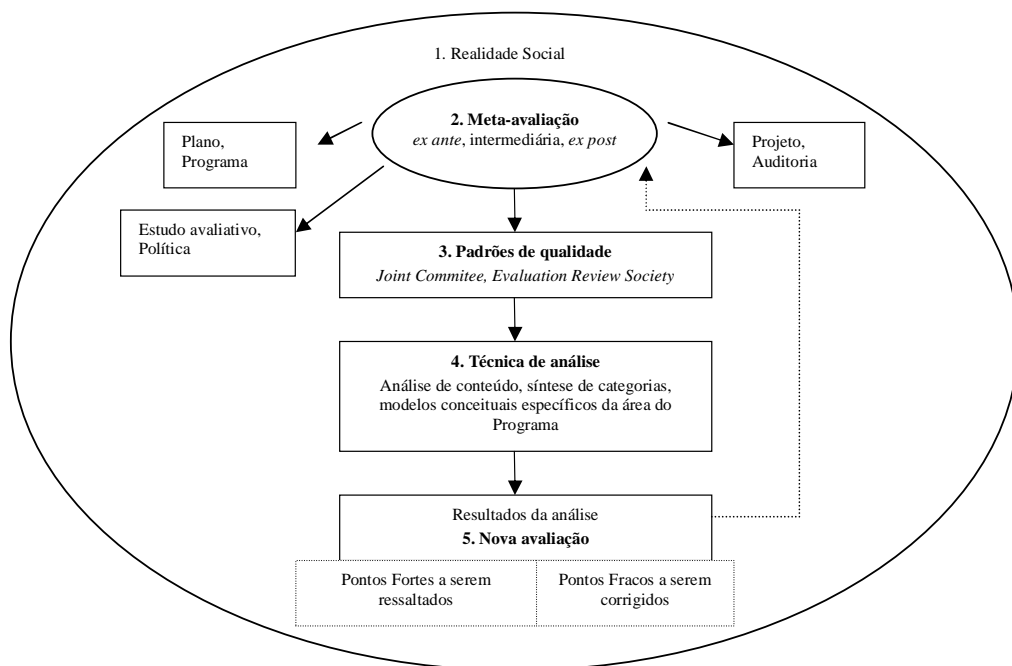 1. Realidade Social
2. Meta-avaliação
ex ante, intermediária, ex post
Plano,
Programa
Projeto,
Auditoria
Estudo avaliativo,
Política
3. Padrões de qualidade
Joint Commitee, Evaluation Review Society
4. Técnica de análise
Análise de conteúdo, síntese de categorias,
modelos conceituais específicos da área do
Programa
Resultados da análise
5. Nova avaliação
Pontos Fortes a serem
ressaltados
Pontos Fracos a serem
corrigidos